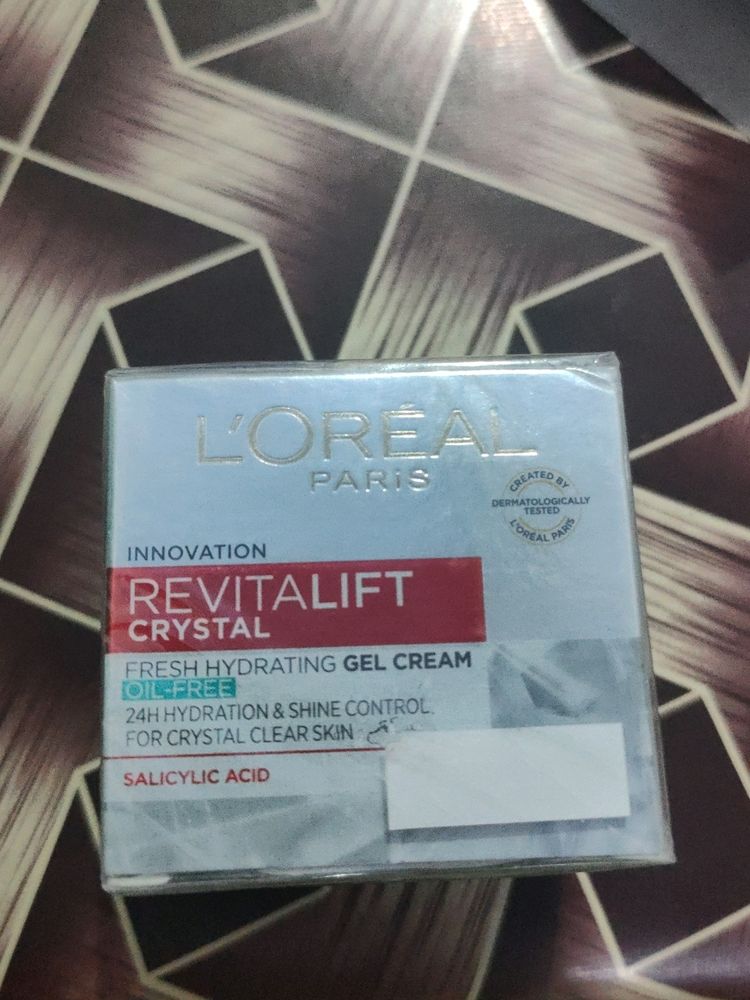 L'ORÉAL
PARiS
CREATED BY
DERMATOLOGICALLY
TESTED
L'ORÉAL PARIS
INNOVATION
REVITALIFT
CRYSTAL
FRESH HYDRATING GEL CREAM
OIL-FREE
24H HYDRATION & SHINE CONTROL
FOR CRYSTAL CLEAR SKIN
SALICYLIC ACID